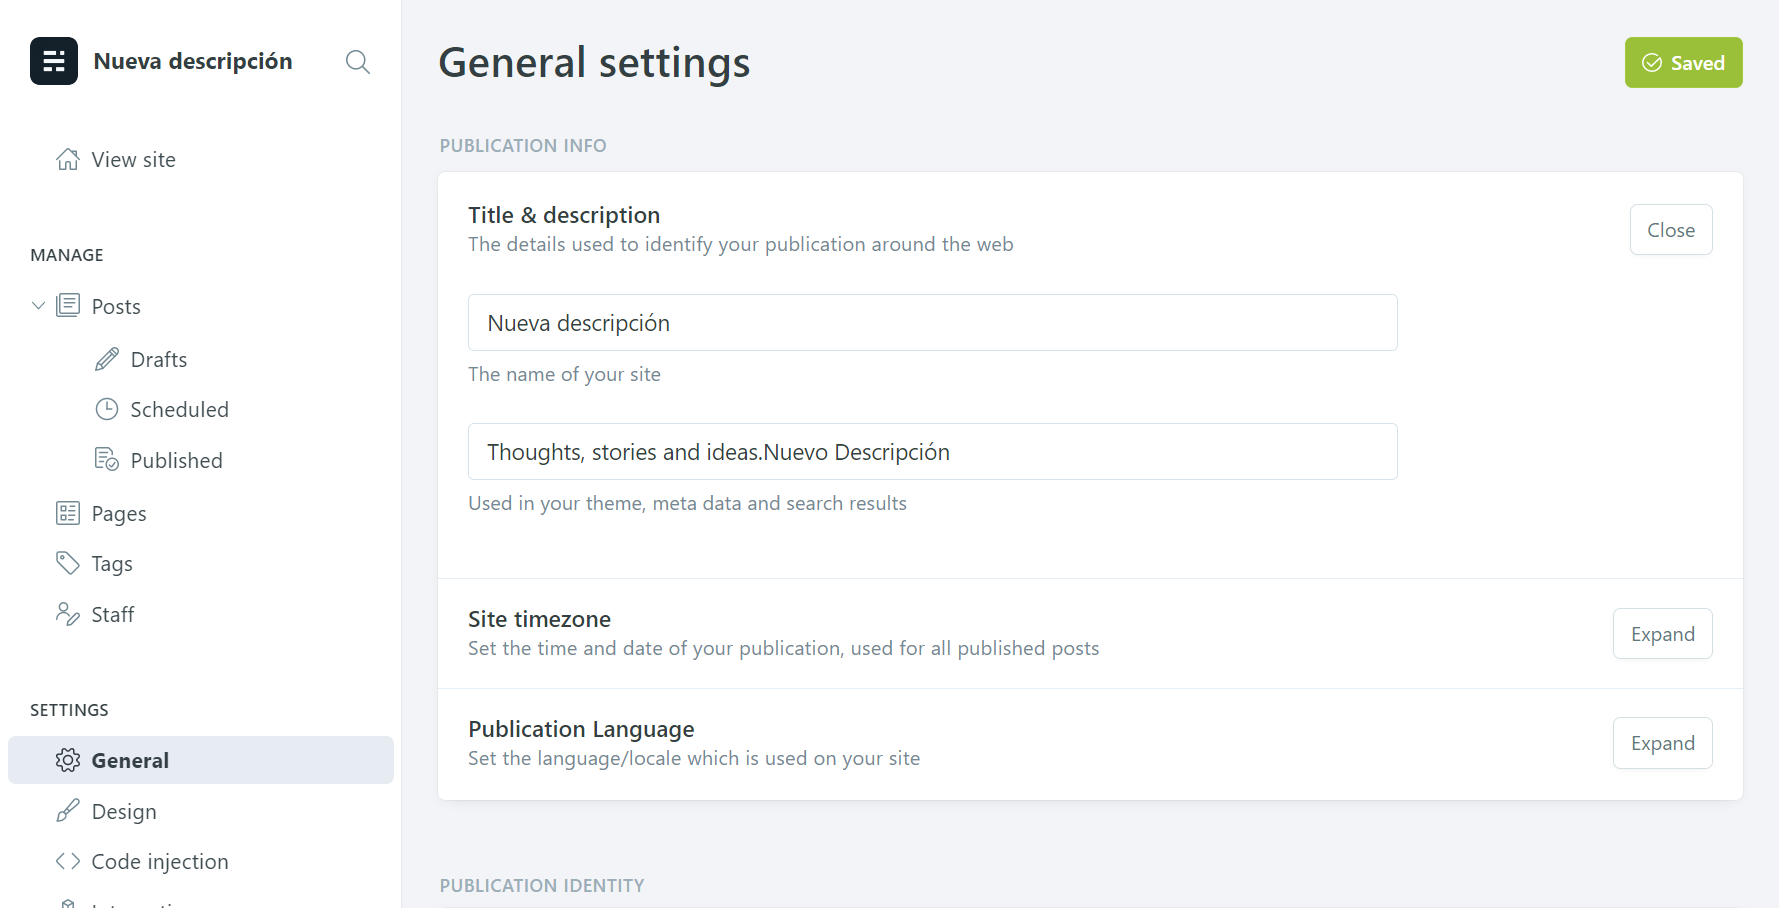 Nueva descripción
View site
MANAGE
Posts
Drafts
Scheduled
Published
Pages
Tags
Staff
SETTINGS
General
Design
Code injection
General settings
Saved
PUBLICATION INFO
Title & description
The details used to identify your publication around the web
Close
Nueva descripción
The name of your site
Thoughts, stories and ideas.Nuevo Descripción
Used in your theme, meta data and search results
Site timezone
Set the time and date of your publication, used for all published posts
Expand
Publication Language
Set the language/locale which is used on your site
Expand
PUBLICATION IDENTITY